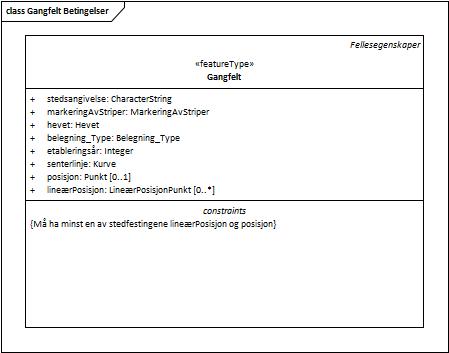 class Gangfelt Betingelser
Fellesegenskaper
«featureType»
Gangfelt
+ stedsangivelse: CharacterString
+ markeringAvStriper: MarkeringAvStriper
+ hevet: Hevet
+ belegning_Type: Belegning_Type
+ etableringsår: Integer
+ senterlinje: Kurve
+ posisjon: Punkt [0..1]
+ lineærPosisjon: LineærPosisjonPunkt [0..*]
constraints
{Må ha minst en av stedfestingene lineærPosisjon og posisjon}